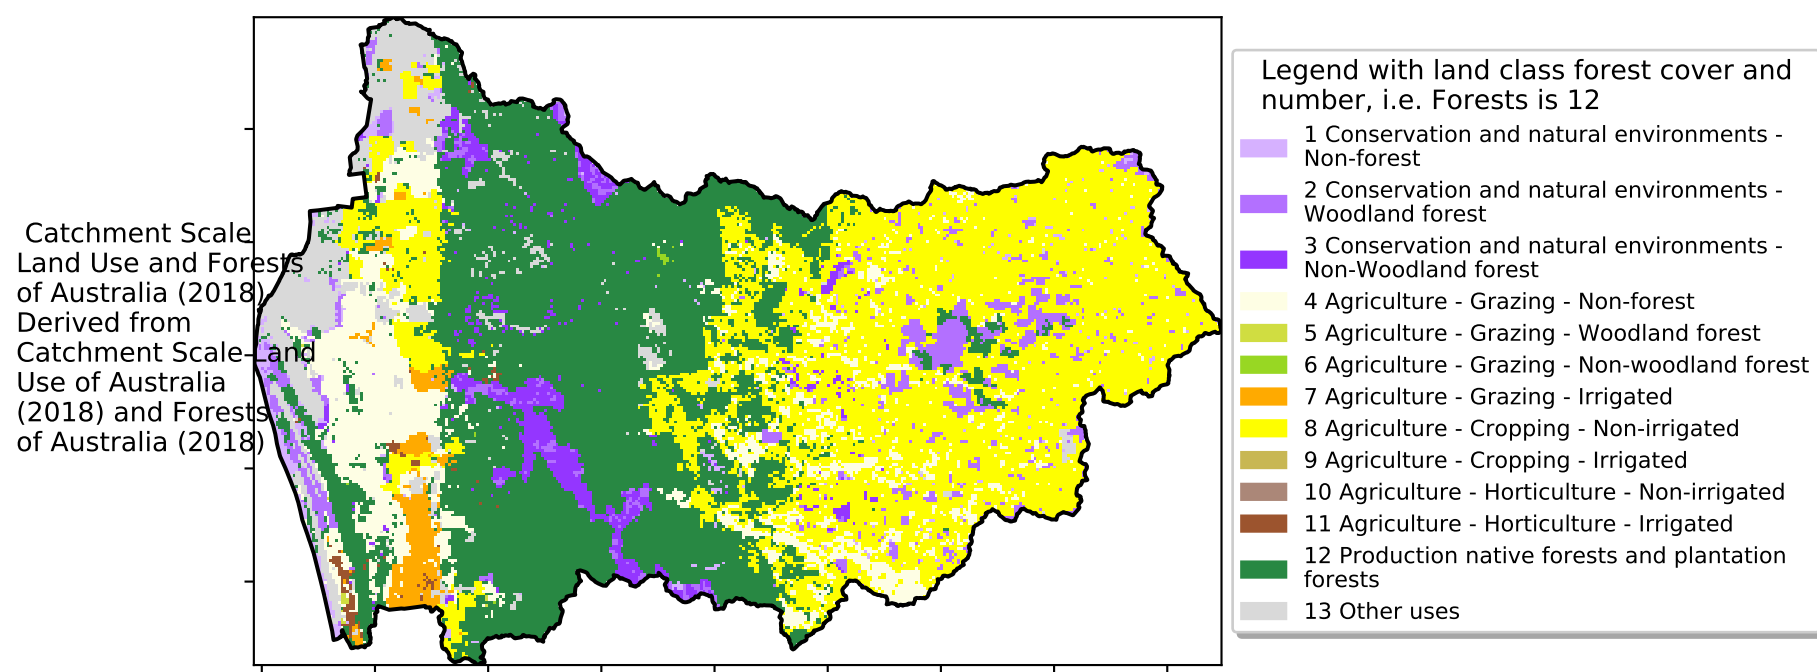 Catchment Scale
Land Use and Forests
of Australia (2018)
Derived from
Catchment Scale Land
Use of Australia
(2018) and Forests
of Australia (2018)
Legend with land class forest cover and
number, i.e. Forests is 12
1 Conservation and natural environments -
Non-forest
2 Conservation and natural environments -
Woodland forest
3 Conservation and natural environments -
Non-Woodland forest
4 Agriculture - Grazing - Non-forest
5 Agriculture - Grazing - Woodland forest
6 Agriculture - Grazing - Non-woodland forest
7 Agriculture - Grazing - Irrigated
8 Agriculture - Cropping - Non-irrigated
9 Agriculture - Cropping - Irrigated
10 Agriculture - Horticulture - Non-irrigated
11 Agriculture - Horticulture - Irrigated
12 Production native forests and plantation
forests
13 Other uses